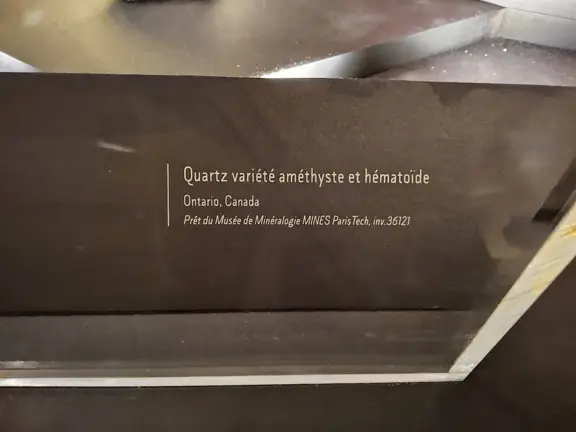 Quartz variété améthyste et hématoïde
Ontario, Canada
Prêt du Musée de Minéralogie MINES ParisTech, inv.36121